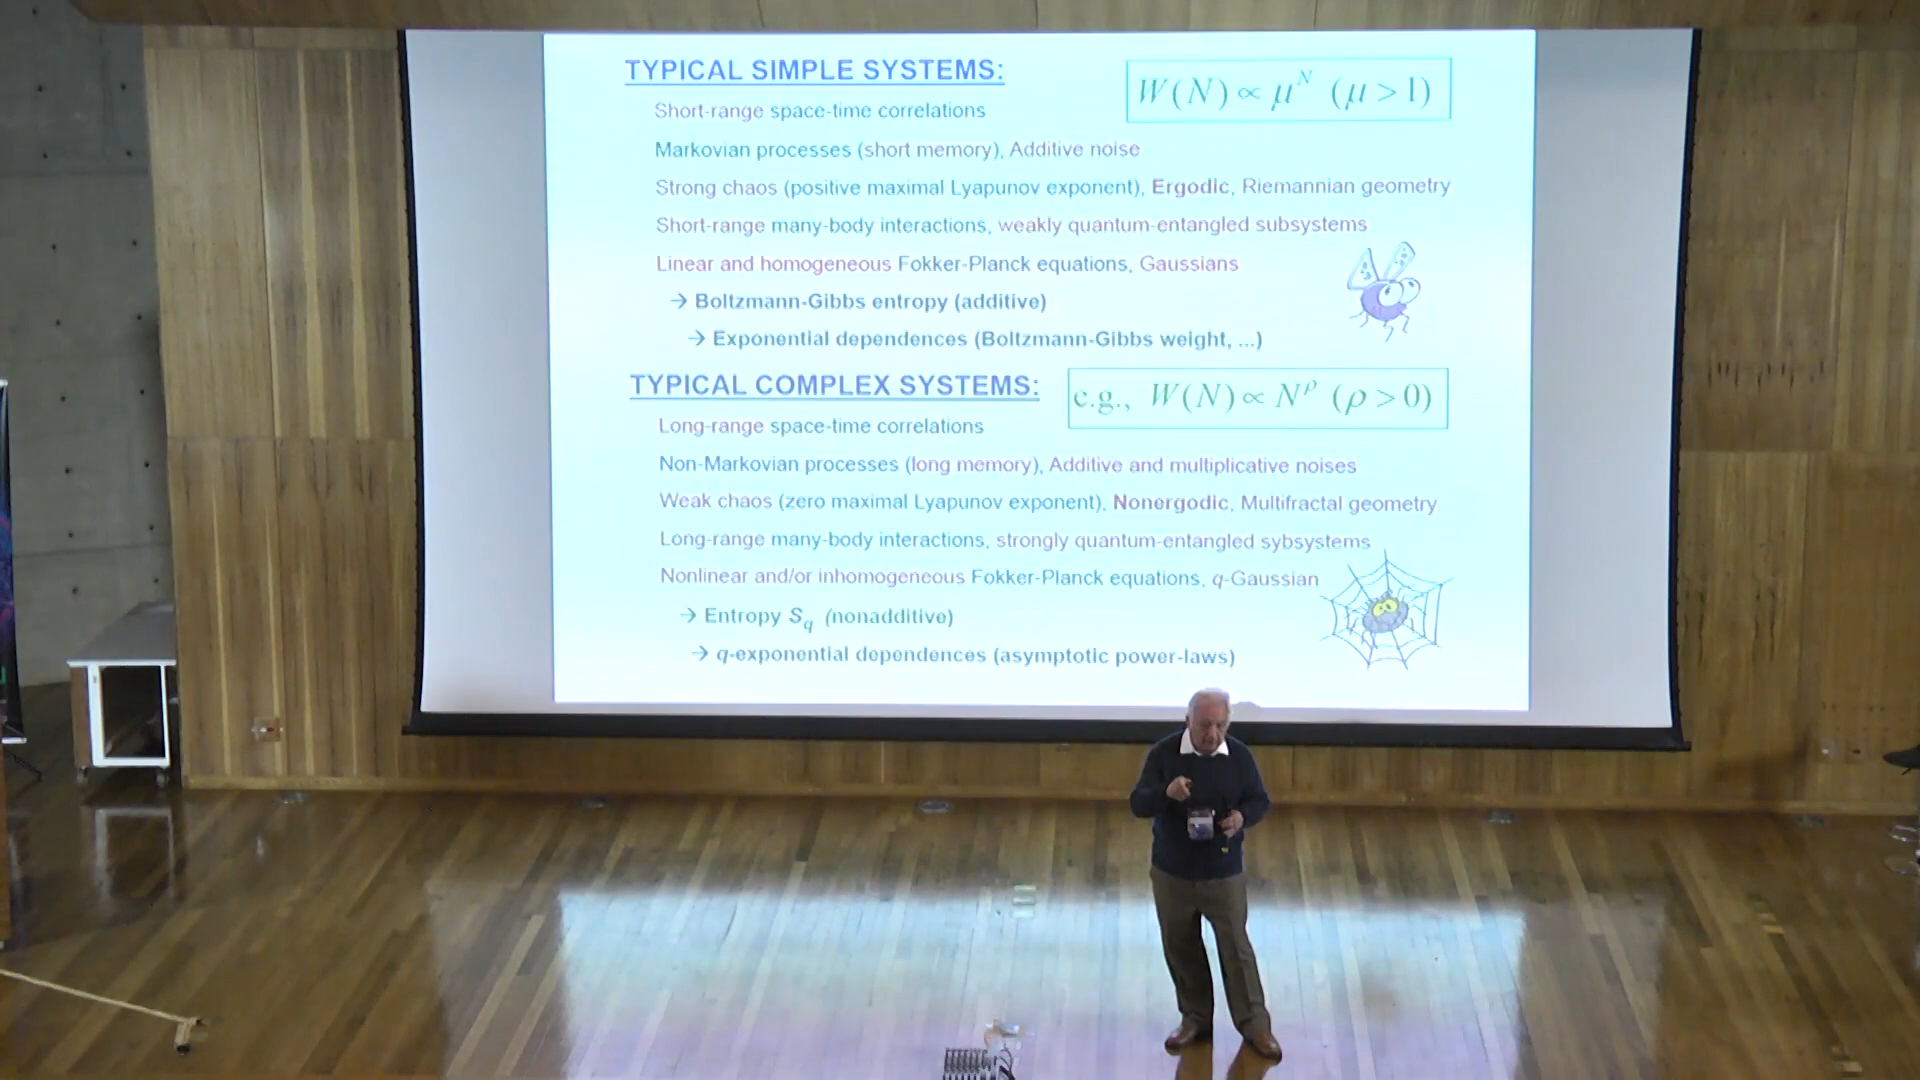 TYPICAL SIMPLE SYSTEMS:
W(N) ∝ μ^N (μ > 1)
Short-range space-time correlations
Markovian processes (short memory), Additive noise
Strong chaos (positive maximal Lyapunov exponent), Ergodic, Riemannian geometry
Short-range many-body interactions, weakly quantum-entangled subsystems
Linear and homogeneous Fokker-Planck equations, Gaussians
→ Boltzmann-Gibbs entropy (additive)
→ Exponential dependences (Boltzmann-Gibbs weight, ...)
TYPICAL COMPLEX SYSTEMS:
e.g., W(N) ∝ N^ρ (ρ > 0)
Long-range space-time correlations
Non-Markovian processes (long memory), Additive and multiplicative noises
Weak chaos (zero maximal Lyapunov exponent), Nonergodic, Multifractal geometry
Long-range many-body interactions, strongly quantum-entangled sybsystems
Nonlinear and/or inhomogeneous Fokker-Planck equations, q-Gaussian
→ Entropy S_q (nonadditive)
→ q-exponential dependences (asymptotic power-laws)